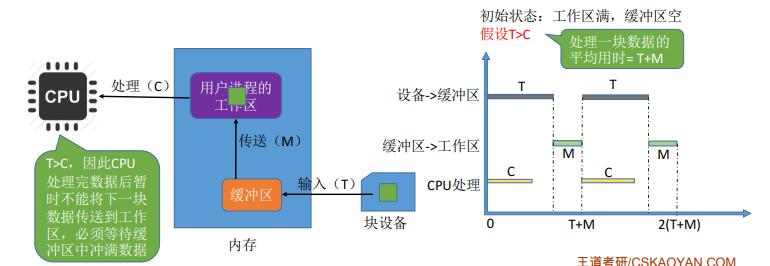 初始状态：工作区满，缓冲区空
假设T>C
处理一块数据的
平均用时= T+M
处理（C）
CPU
用户进程的
工作区
传送（M）
T>C，因此CPU
处理完数据后暂
时不能将下一块
数据传送到工作
区，必须等待缓
冲区中冲满数据
缓冲区
输入（T）
块设备
内存
设备->缓冲区
T
T
缓冲区->工作区
M
M
CPU处理
C
C
0
T+M
2(T+M)
王道考研/CSKAOYAN.COM